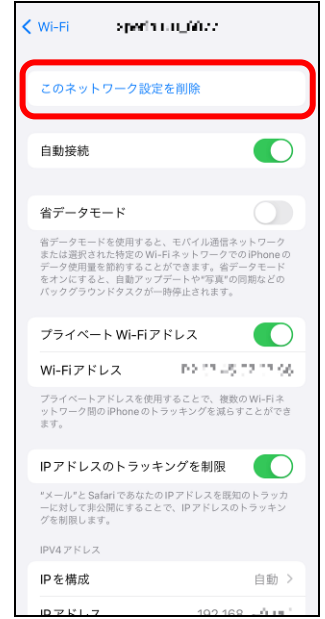 Wi-Fi
このネットワーク設定を削除
自動接続
省データモード
省データモードを使用すると、モバイル通信ネットワーク
または選択された特定のWi-FiネットワークでのiPhoneの
データ使用量を節約することができます。省データモード
をオンにすると、自動アップデートや"写真"の同期などの
バックグラウンドタスクが一時停止されます。
プライベートWi-Fiアドレス
Wi-Fiアドレス
プライベートアドレスを使用することで、複数のWi-Fiネ
ットワーク間のiPhoneのトラッキングを減らすことができ
ます。
IPアドレスのトラッキングを制限
"メール"とSafariであなたのIPアドレスを既知のトラッカ
ーに対して非公開にすることで、IPアドレスのトラッキン
グを制限します。
IPV4アドレス
IPを構成 自動
IPアドレス 192.168